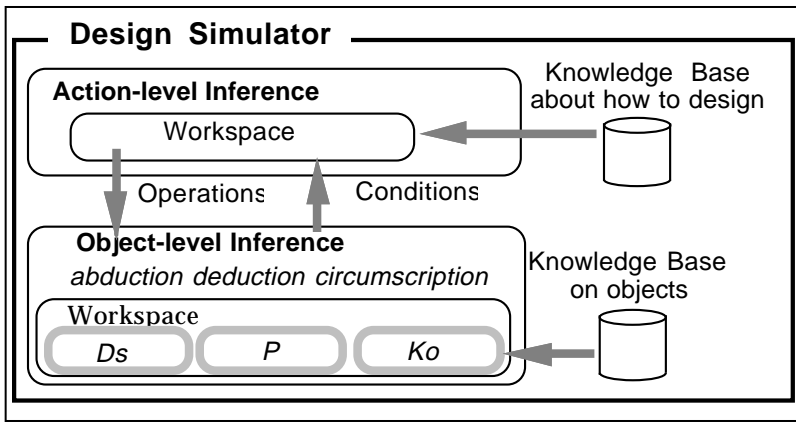 Design Simulator
Action-level Inference
Workspace
Knowledge Base
about how to design
Operations
Conditions
Object-level Inference
abduction deduction circumscription
Workspace
Ds
P
Ko
Knowledge Base
on objects